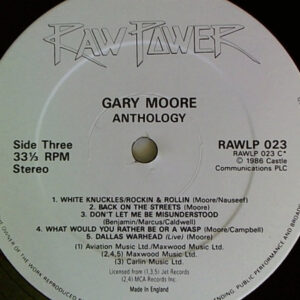 RAW POWER
GARY MOORE
ANTHOLOGY
Side Three
33⅓ RPM
Stereo
RAWLP 023
RAWLP 023 C*
℗ 1986 Castle
Communications PLC
1. WHITE KNUCKLES/ROCKIN & ROLLIN (Moore/Nauseef)
2. BACK ON THE STREETS (Moore)
3. DON'T LET ME BE MISUNDERSTOOD
(Benjamin/Marcus/Caldwell)
4. WHAT WOULD YOU RATHER BE OR A WASP (Moore/Campbell)
5. DALLAS WARHEAD (Live) (Moore)
(1) Aviation Music Ltd./Maxwood Music Ltd.
(2,4,5) Maxwood Music Ltd.
(3) Carlin Music Ltd.
Licensed from (1,3,5) Jet Records
(2,4) MCA Records Inc.
Made in England